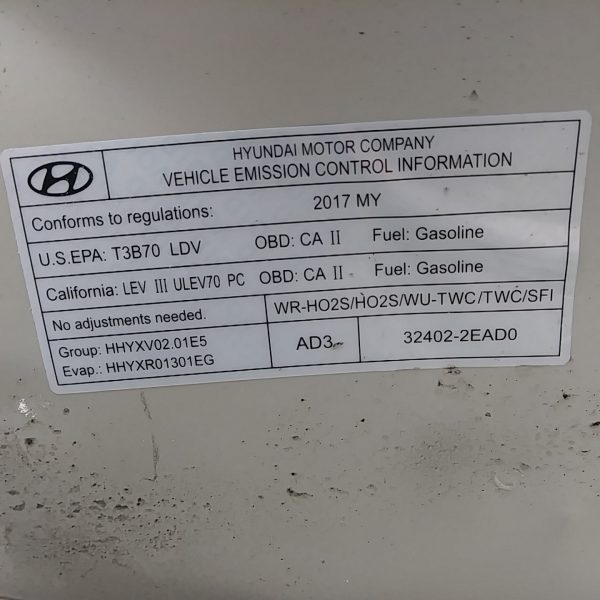 HYUNDAI MOTOR COMPANY
VEHICLE EMISSION CONTROL INFORMATION
Conforms to regulations: 2017 MY
U.S.EPA: T3B70 LDV OBD: CA II Fuel: Gasoline
California: LEV III ULEV70 PC OBD: CA II Fuel: Gasoline
No adjustments needed. WR-HO2S/HO2S/WU-TWC/TWC/SFI
Group: HHYXV02.01E5
Evap.: HHYXR01301EG
AD3 32402-2EAD0